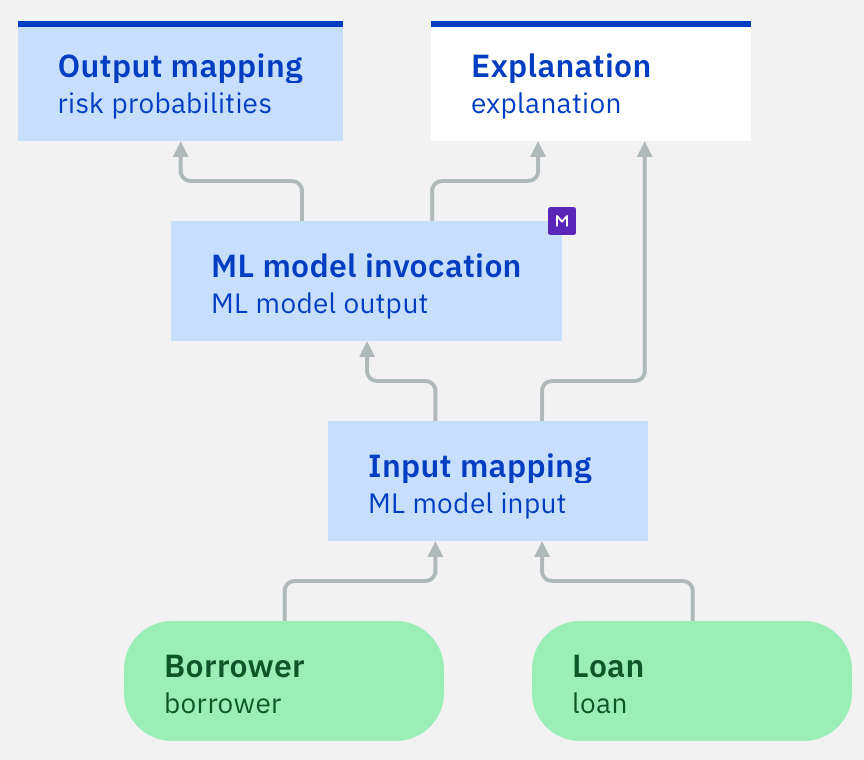 Output mapping
risk probabilities
Explanation
explanation
M
ML model invocation
ML model output
Input mapping
ML model input
Borrower
borrower
Loan
loan